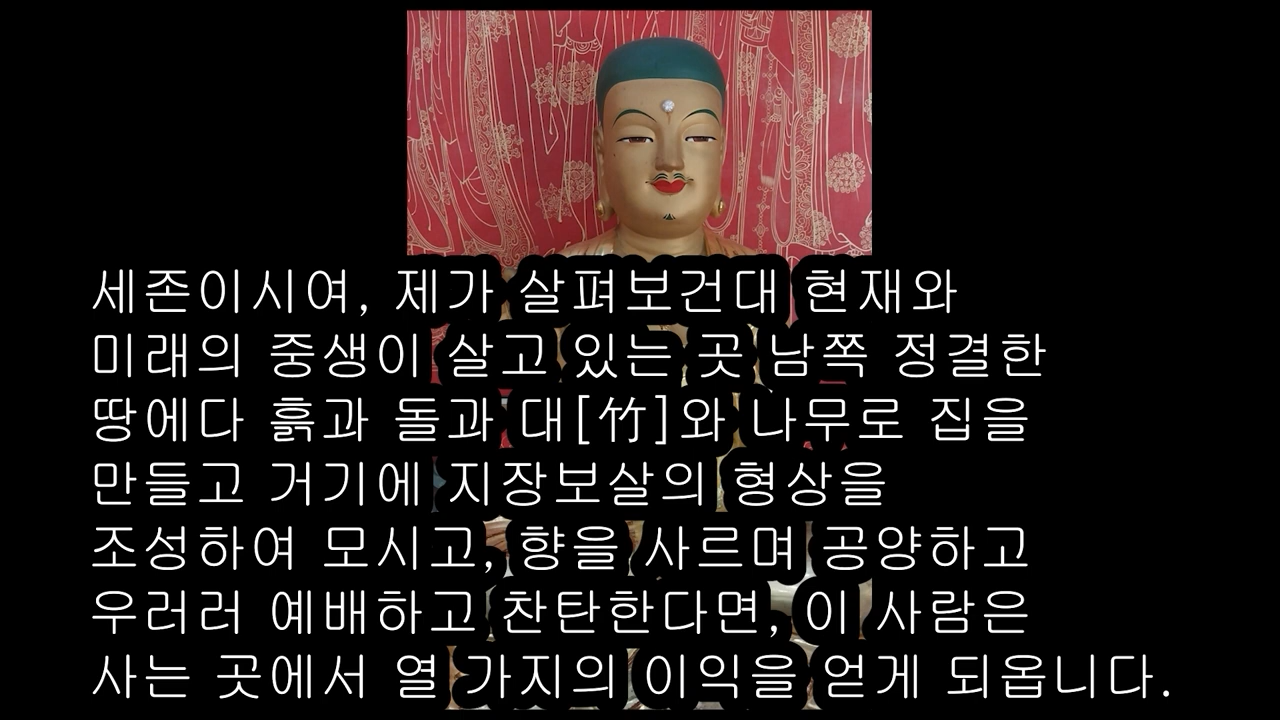 세존이시여, 제가 살펴보건대 현재와
미래의 중생이 살고 있는 곳 남쪽 정결한
땅에다 흙과 돌과 대[竹]와 나무로 집을
만들고 거기에 지장보살의 형상을
조성하여 모시고, 향을 사르며 공양하고
우러러 예배하고 찬탄한다면, 이 사람은
사는 곳에서 열 가지의 이익을 얻게 되옵니다.